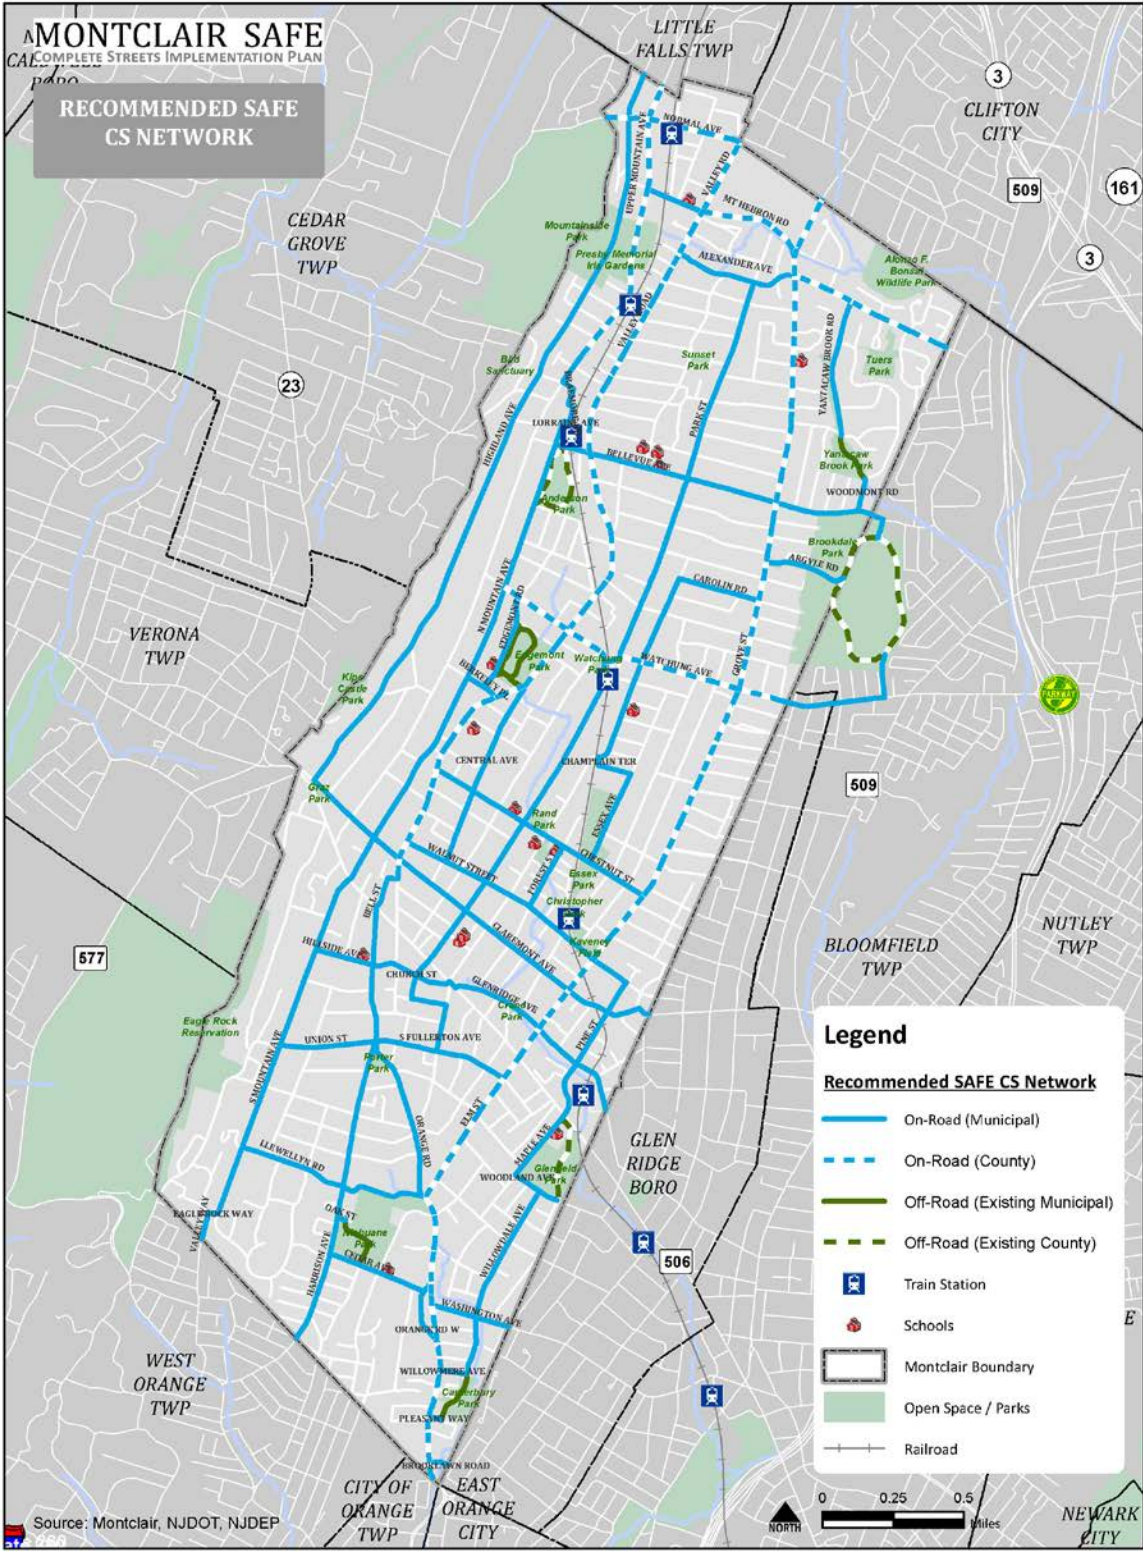 MONTCLAIR SAFE
COMPLETE STREETS IMPLEMENTATION PLAN
RECOMMENDED SAFE
CS NETWORK
LITTLE
FALLS TWP
3
CLIFTON
CITY
509
161
3
CEDAR
GROVE
TWP
23
NORMAL AVE
UPPER MOUNTAIN AVE
VALLEY RD
MT HEBRON RD
Mountainside
Park
Presby Memorial
Iris Gardens
ALEXANDER AVE
Alonzo F.
Bonsal
Wildlife Park
VALLEY ROAD
Bird
Sanctuary
Sunset
Park
YANTACAW BROOK RD
Tuers
Park
HIGHLAND AVE
LORRAINE AVE
PARK ST
BELLEVUE AVE
Yantacaw
Brook Park
WOODMONT RD
Anderson
Park
Brookdale
Park
ARGYLE RD
N MOUNTAIN AVE
CAROLIN RD
EDGEMONT RD
VERONA
TWP
Edgemont
Park
Watchung
Park
WATCHUNG AVE
GROVE ST
BERKELEY PL
Kips
Castle
Park
PARKWAY
CENTRAL AVE
CHAMPLAIN TER
509
Graz
Park
Rand
Park
ESSEX AVE
WALNUT STREET
CHESTNUT ST
FOREST ST
Essex
Park
BELL ST
Christopher
CLAREMONT AVE
Kaveney
Field
NUTLEY
TWP
BLOOMFIELD
TWP
577
HILLSIDE AVE
CHURCH ST
GLENRIDGE AVE
Crane
Park
Eagle Rock
Reservation
UNION ST
S FULLERTON AVE
PINE ST
S MOUNTAIN AVE
Porter
Park
ELM ST
ORANGE RD
MAPLE AVE
GLEN
RIDGE
BORO
LLEWELLYN RD
WOODLAND AVE
Glenfield
Park
EAGLE ROCK WAY
VALLEY WAY
OAK ST
Nishuane
Park
WILLOWDALE AVE
HARRISON AVE
CEDAR AVE
506
WASHINGTON AVE
ORANGE RD W
WEST
ORANGE
TWP
WILLOWMERE AVE
Canterbury
Park
PLEASANT WAY
BROOKLAWN ROAD
CITY OF
ORANGE
TWP
EAST
ORANGE
CITY
NEWARK
CITY
Legend
Recommended SAFE CS Network
On-Road (Municipal)
On-Road (County)
Off-Road (Existing Municipal)
Off-Road (Existing County)
Train Station
Schools
Montclair Boundary
Open Space / Parks
Railroad
Source: Montclair, NJDOT, NJDEP
NORTH
0 0.25 0.5
Miles